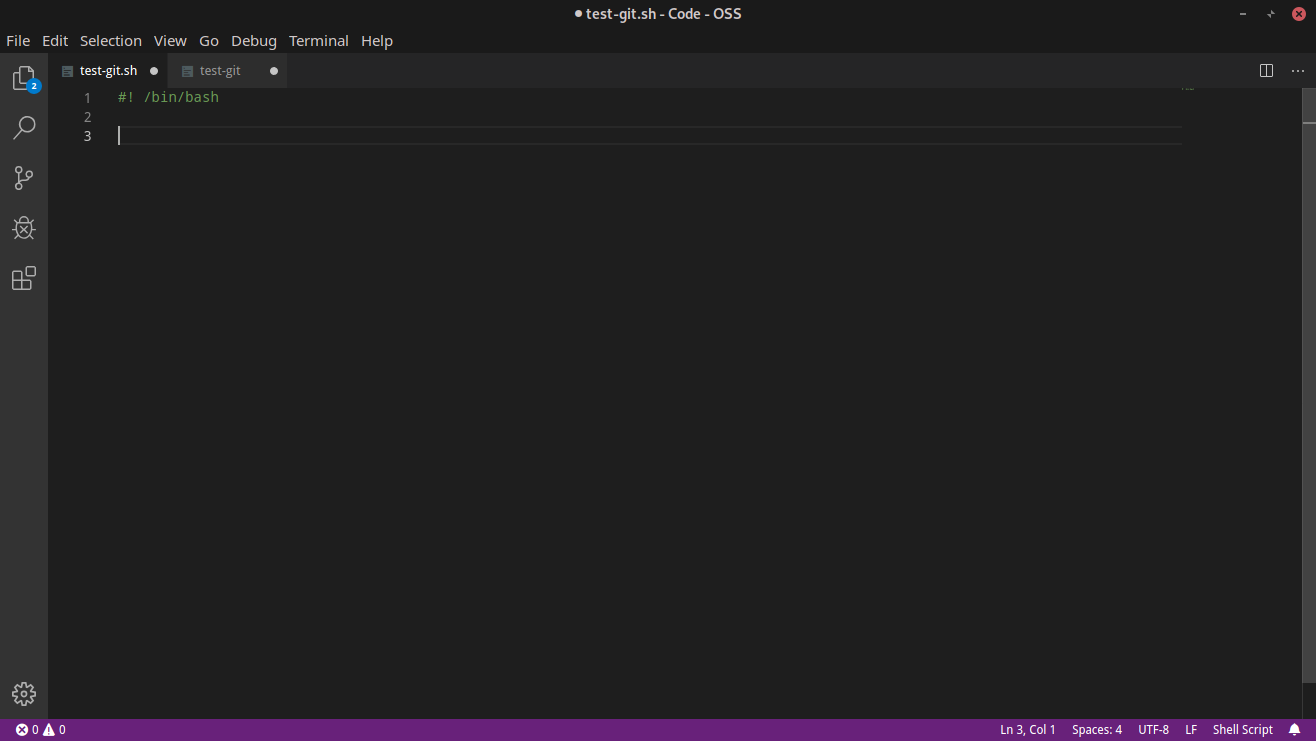 ● test-git.sh - Code - OSS
File Edit Selection View Go Debug Terminal Help
test-git.sh ● test-git ●
2
1 #! /bin/bash
2
3
0 0 Ln 3, Col 1 Spaces: 4 UTF-8 LF Shell Script